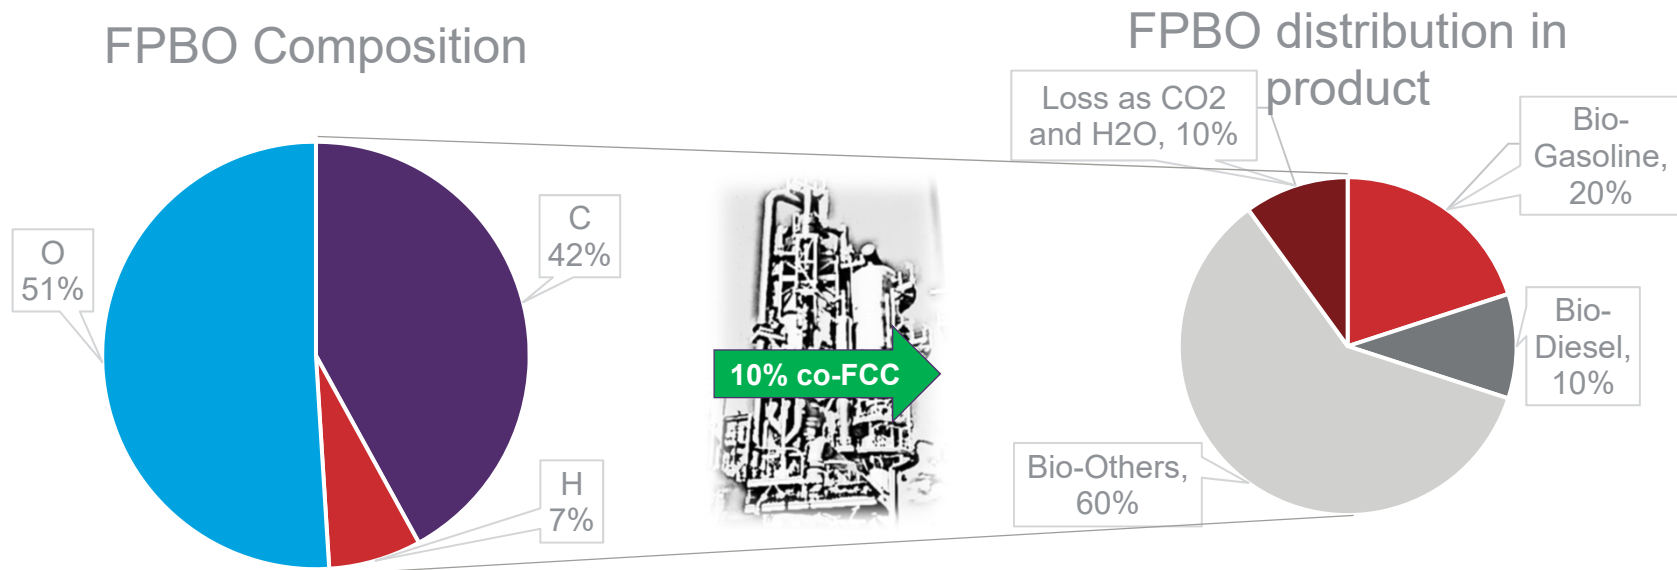 FPBO Composition
O
51%
C
42%
H
7%
10% co-FCC
FPBO distribution in
product
Loss as CO2
and H2O, 10%
Bio-
Gasoline,
20%
Bio-
Diesel,
10%
Bio-Others,
60%